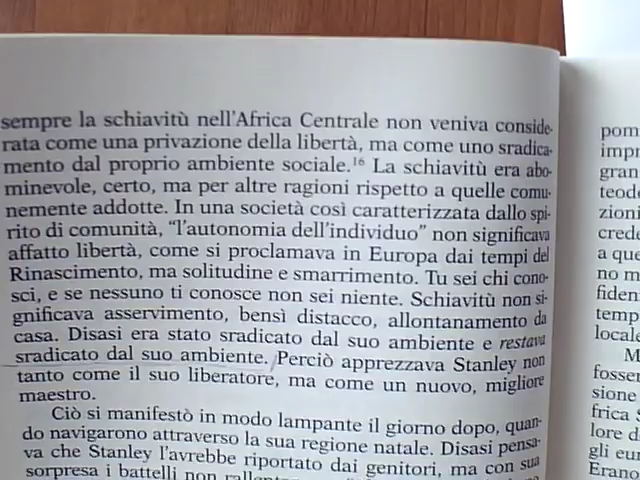 sempre la schiavitù nell'Africa Centrale non veniva conside-
rata come una privazione della libertà, ma come uno sradica-
mento dal proprio ambiente sociale.¹⁶ La schiavitù era abo-
minevole, certo, ma per altre ragioni rispetto a quelle comu-
nemente addotte. In una società così caratterizzata dallo spi-
rito di comunità, “l'autonomia dell'individuo” non significava
affatto libertà, come si proclamava in Europa dai tempi del
Rinascimento, ma solitudine e smarrimento. Tu sei chi cono-
sci, e se nessuno ti conosce non sei niente. Schiavitù non si-
gnificava asservimento, bensì distacco, allontanamento da
casa. Disasi era stato sradicato dal suo ambiente e restava
sradicato dal suo ambiente. Perciò apprezzava Stanley non
tanto come il suo liberatore, ma come un nuovo, migliore
maestro.
Ciò si manifestò in modo lampante il giorno dopo, quan-
do navigarono attraverso la sua regione natale. Disasi pensa-
va che Stanley l'avrebbe riportato dai genitori, ma con sua
sorpresa i battelli non
pom
impr
gran
teod
zion
crede
a que
no m
fiden
temp
locale
M
fosser
sione
frica S
lore d
gli eur
Erano